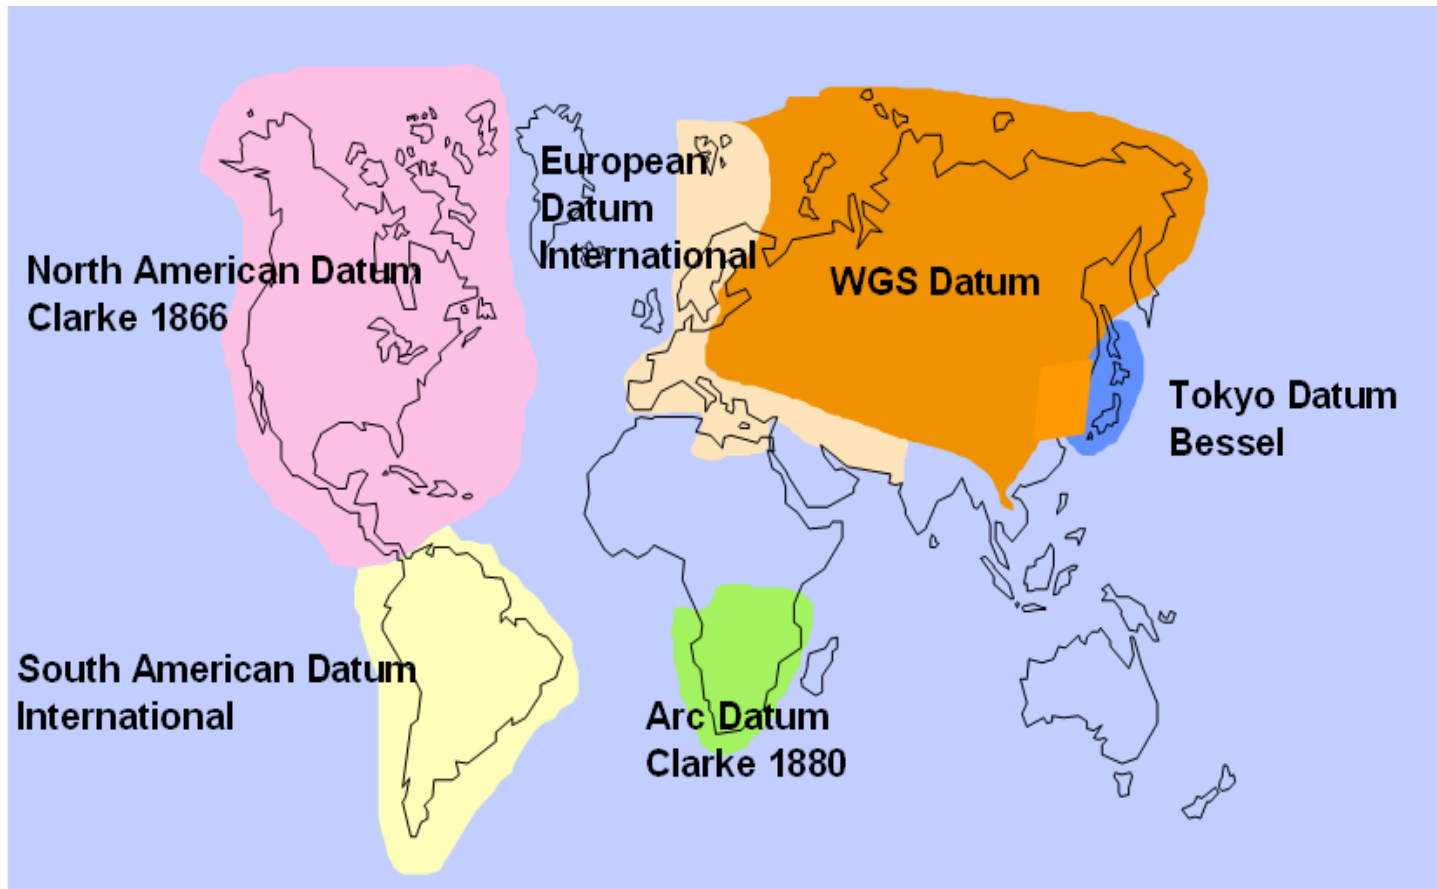 European
Datum
International
North American Datum
Clarke 1866
WGS Datum
Tokyo Datum
Bessel
South American Datum
International
Arc Datum
Clarke 1880